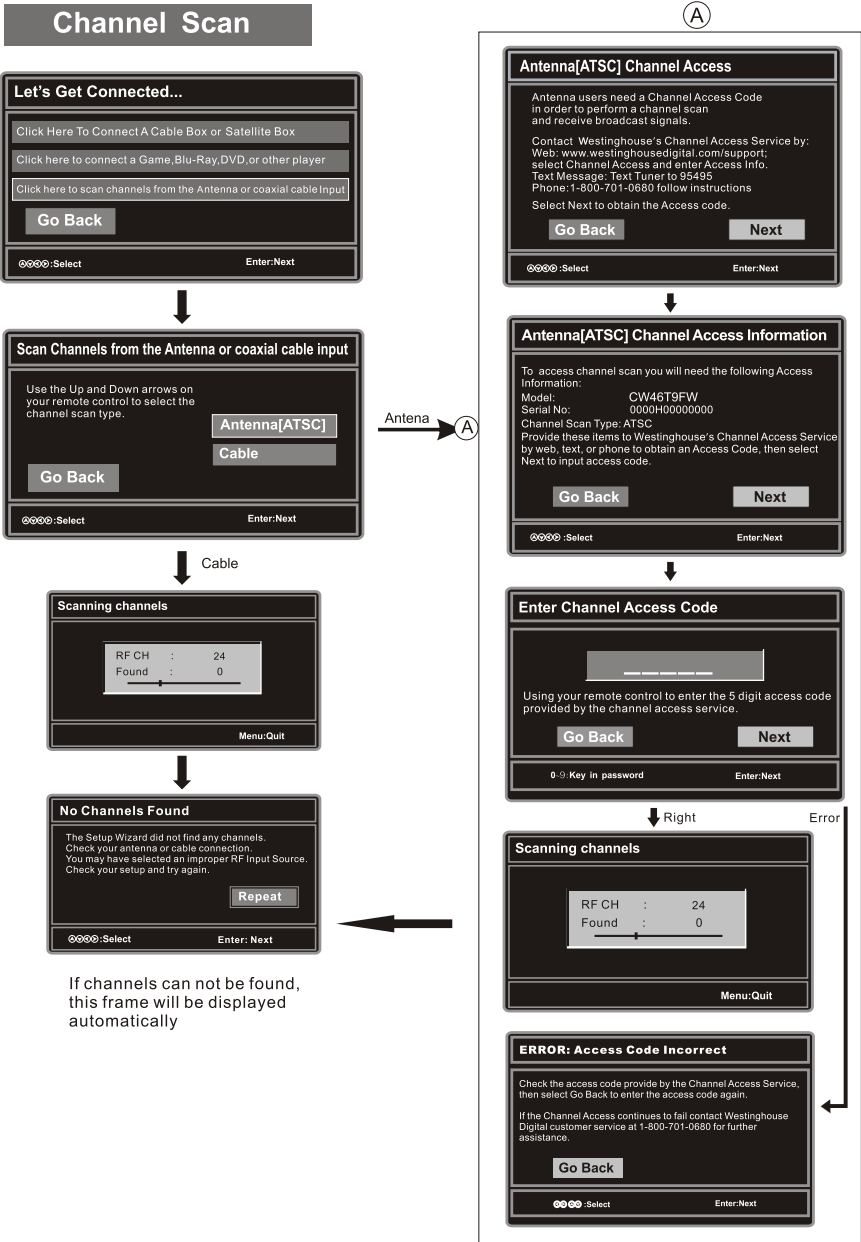 Channel Scan
Let's Get Connected...
Click Here To Connect A Cable Box or Satellite Box
Click here to connect a Game,Blu-Ray,DVD,or other player
Click here to scan channels from the Antenna or coaxial cable Input
Go Back
:Select Enter:Next
Scan Channels from the Antenna or coaxial cable input
Use the Up and Down arrows on
your remote control to select the
channel scan type.
Antenna[ATSC]
Cable
Go Back
:Select Enter:Next
Antena
A
Cable
Scanning channels
RF CH : 24
Found : 0
Menu:Quit
No Channels Found
The Setup Wizard did not find any channels.
Check your antenna or cable connection.
You may have selected an improper RF Input Source.
Check your setup and try again.
Repeat
:Select Enter: Next
If channels can not be found,
this frame will be displayed
automatically
A
Antenna[ATSC] Channel Access
Antenna users need a Channel Access Code
in order to perform a channel scan
and receive broadcast signals.
Contact Westinghouse's Channel Access Service by:
Web: www.westinghousedigital.com/support;
select Channel Access and enter Access Info.
Text Message: Text Tuner to 95495
Phone:1-800-701-0680 follow instructions
Select Next to obtain the Access code.
Go Back Next
:Select Enter:Next
Antenna[ATSC] Channel Access Information
To access channel scan you will need the following Access
Information:
Model: CW46T9FW
Serial No: 0000H00000000
Channel Scan Type: ATSC
Provide these items to Westinghouse's Channel Access Service
by web, text, or phone to obtain an Access Code, then select
Next to input access code.
Go Back Next
:Select Enter:Next
Enter Channel Access Code
_ _ _ _ _
Using your remote control to enter the 5 digit access code
provided by the channel access service.
Go Back Next
0-9:Key in password Enter:Next
Right Error
Scanning channels
RF CH : 24
Found : 0
Menu:Quit
ERROR: Access Code Incorrect
Check the access code provide by the Channel Access Service,
then select Go Back to enter the access code again.
If the Channel Access continues to fail contact Westinghouse
Digital customer service at 1-800-701-0680 for further
assistance.
Go Back
:Select Enter:Next